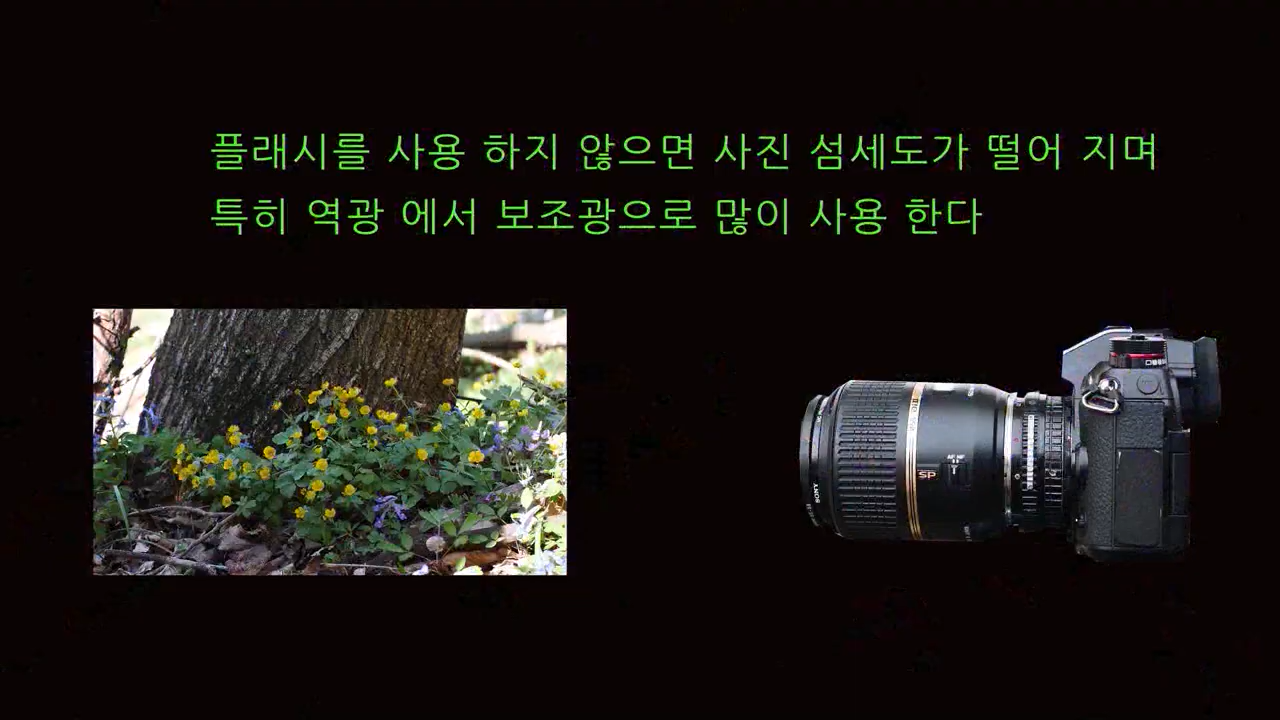 플래시를 사용 하지 않으면 사진 섬세도가 떨어 지며
특히 역광 에서 보조광으로 많이 사용 한다
SP